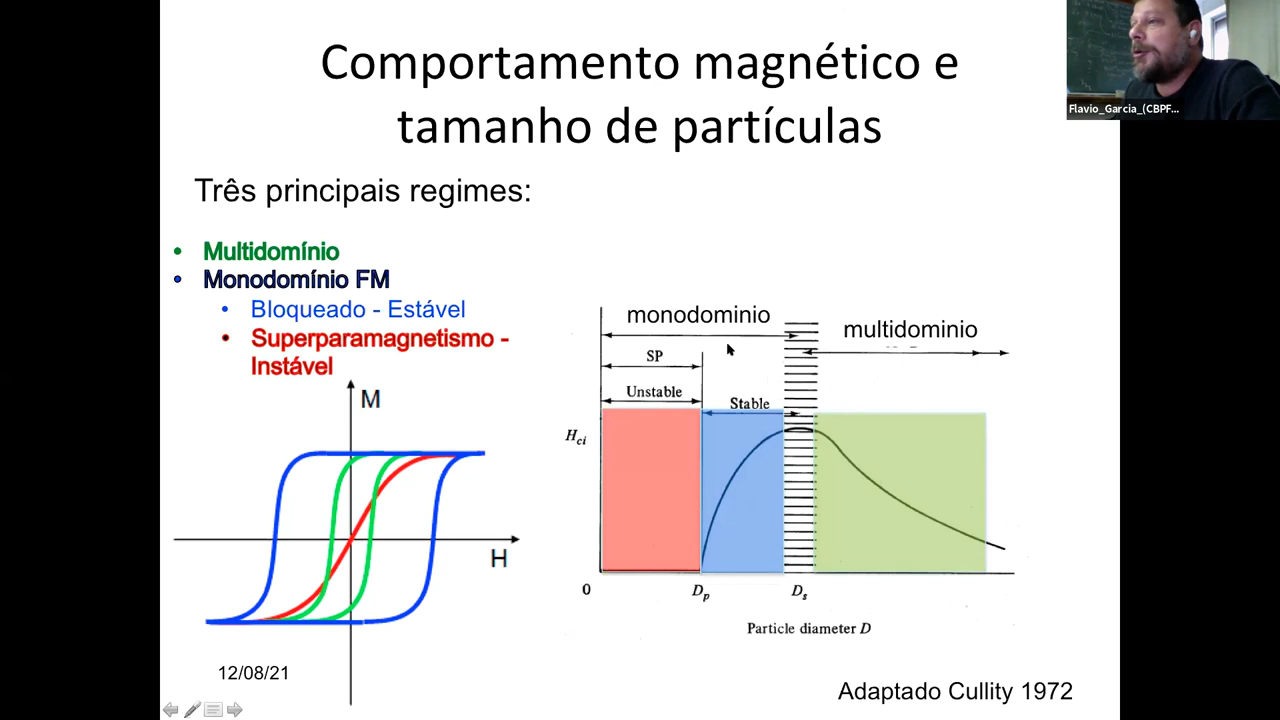 Comportamento magnético e
tamanho de partículas
Flavio_Garcia_(CBPF...
Três principais regimes:
• Multidomínio
• Monodomínio FM
• Bloqueado - Estável
• Superparamagnetismo -
Instável
M
H
monodominio
multidominio
SP
Unstable
Stable
Hci
0
Dp
Ds
Particle diameter D
12/08/21
Adaptado Cullity 1972